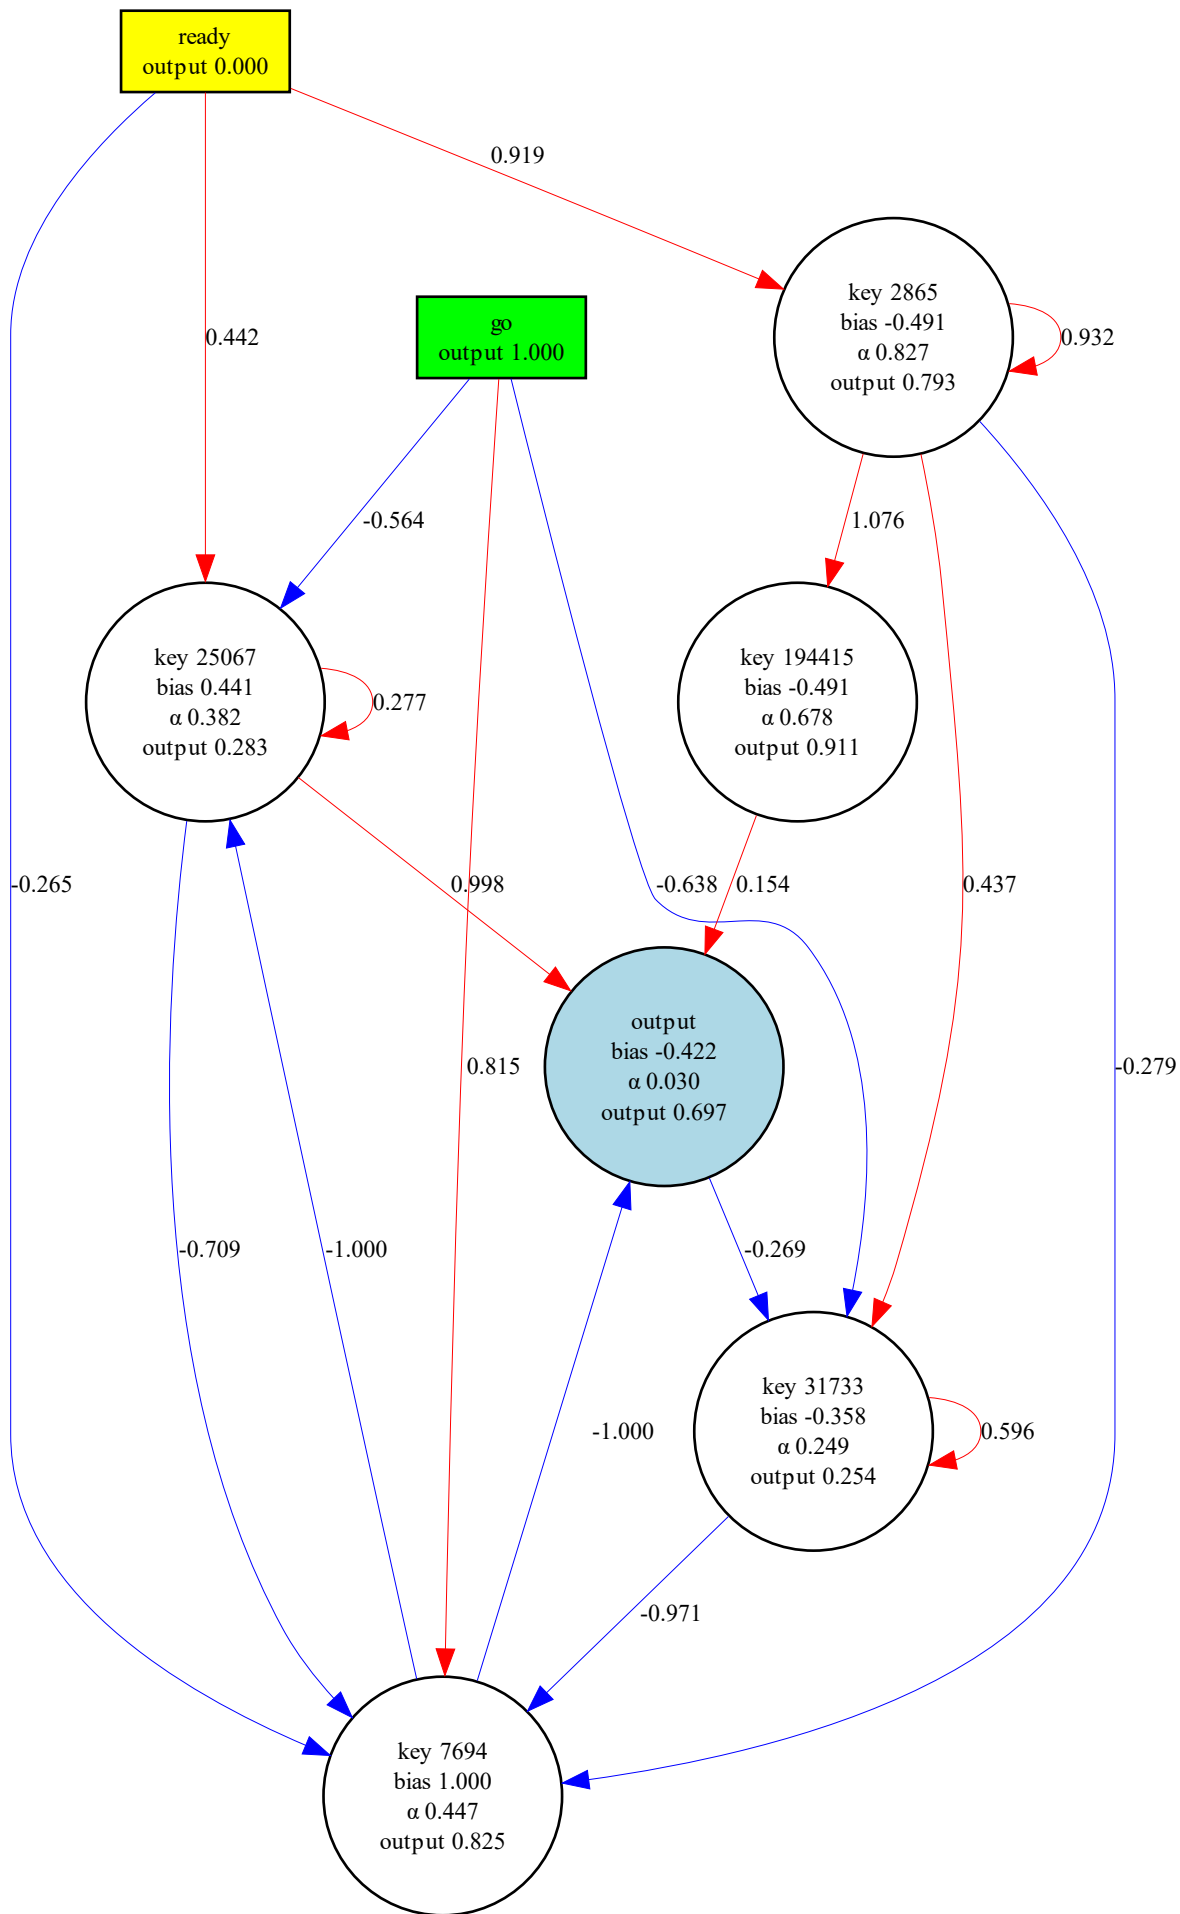 ready
output 0.000
0.919
key 2865
bias -0.491
α 0.827
output 0.793
0.932
go
output 1.000
0.442
-0.564
1.076
key 25067
bias 0.441
α 0.382
output 0.283
0.277
key 194415
bias -0.491
α 0.678
output 0.911
-0.265
0.998
-0.638
0.154
0.437
output
bias -0.422
α 0.030
output 0.697
0.815
-0.279
-0.709
-1.000
-0.269
key 31733
bias -0.358
α 0.249
output 0.254
0.596
-1.000
-0.971
key 7694
bias 1.000
α 0.447
output 0.825